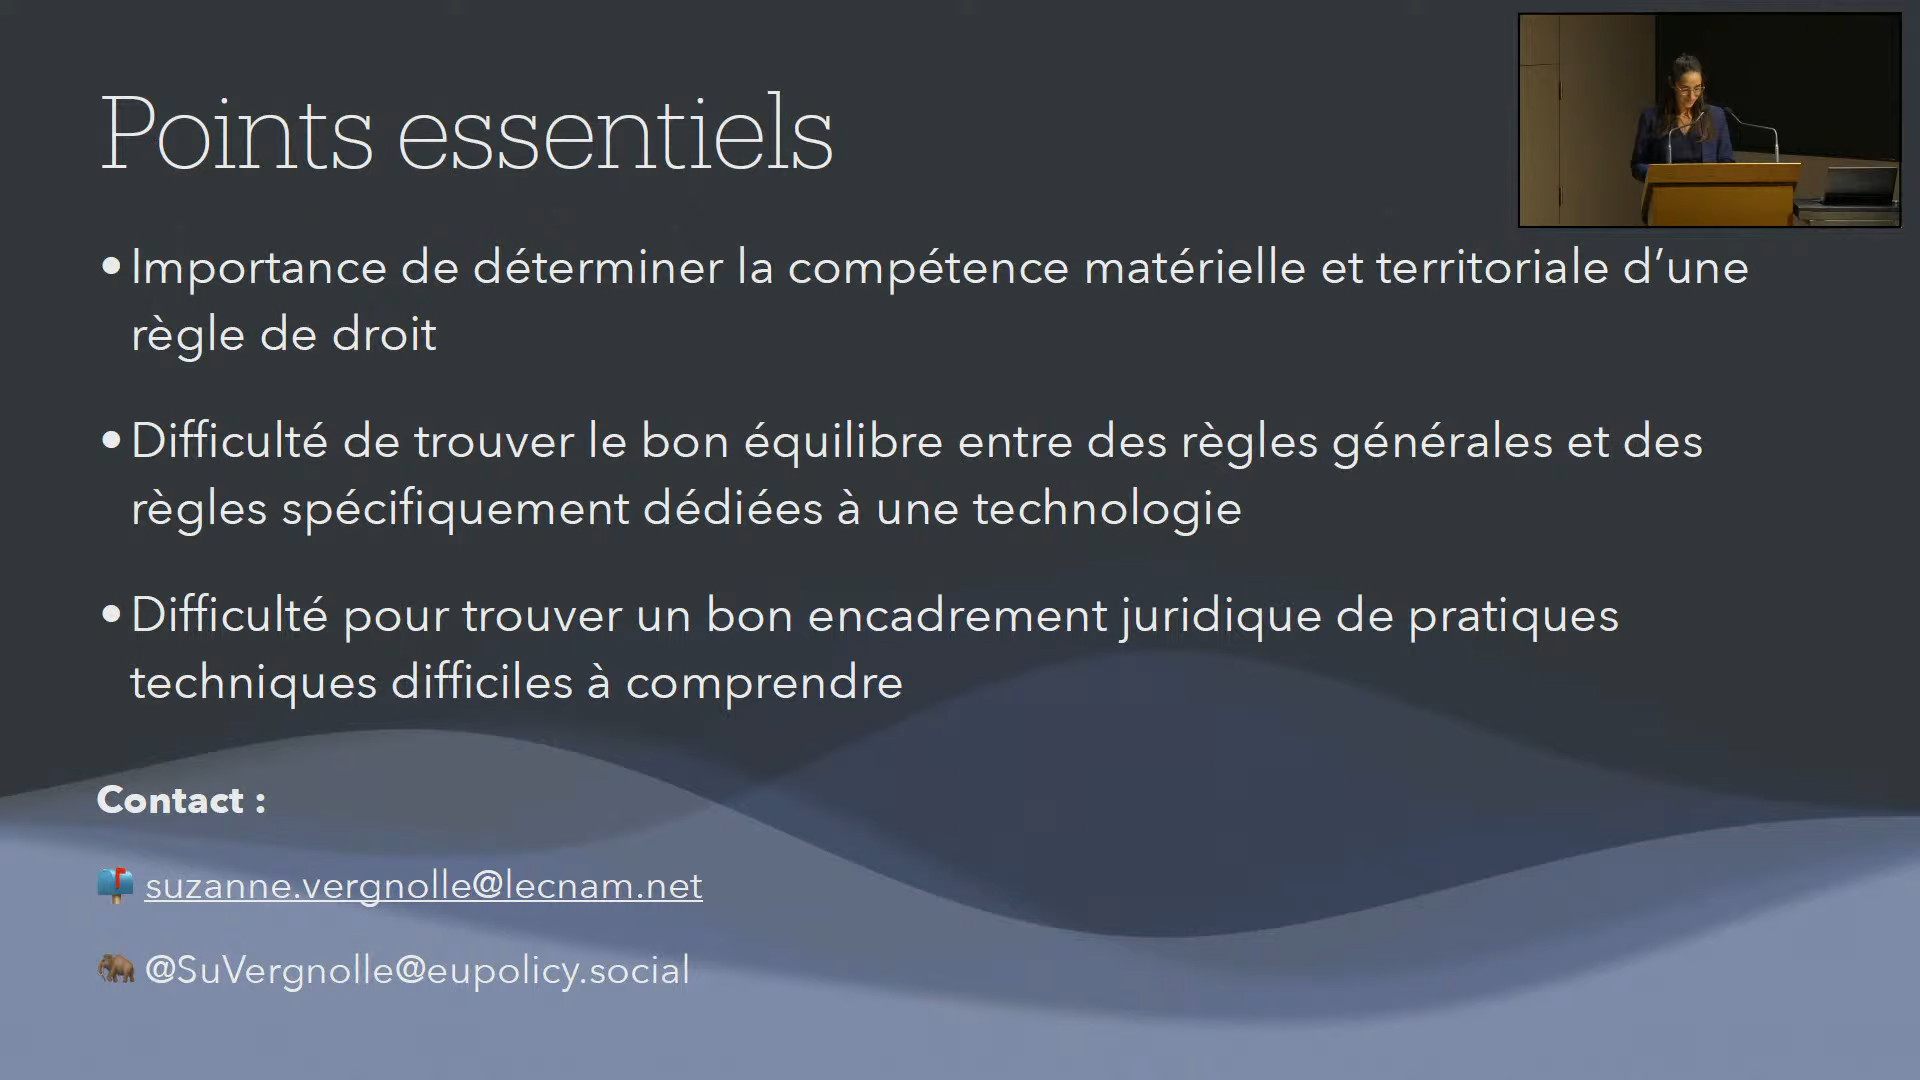 Points essentiels
•Importance de déterminer la compétence matérielle et territoriale d’une
règle de droit
•Difficulté de trouver le bon équilibre entre des règles générales et des
règles spécifiquement dédiées à une technologie
•Difficulté pour trouver un bon encadrement juridique de pratiques
techniques difficiles à comprendre
Contact :
📫 suzanne.vergnolle@lecnam.net
🦣 @SuVergnolle@eupolicy.social